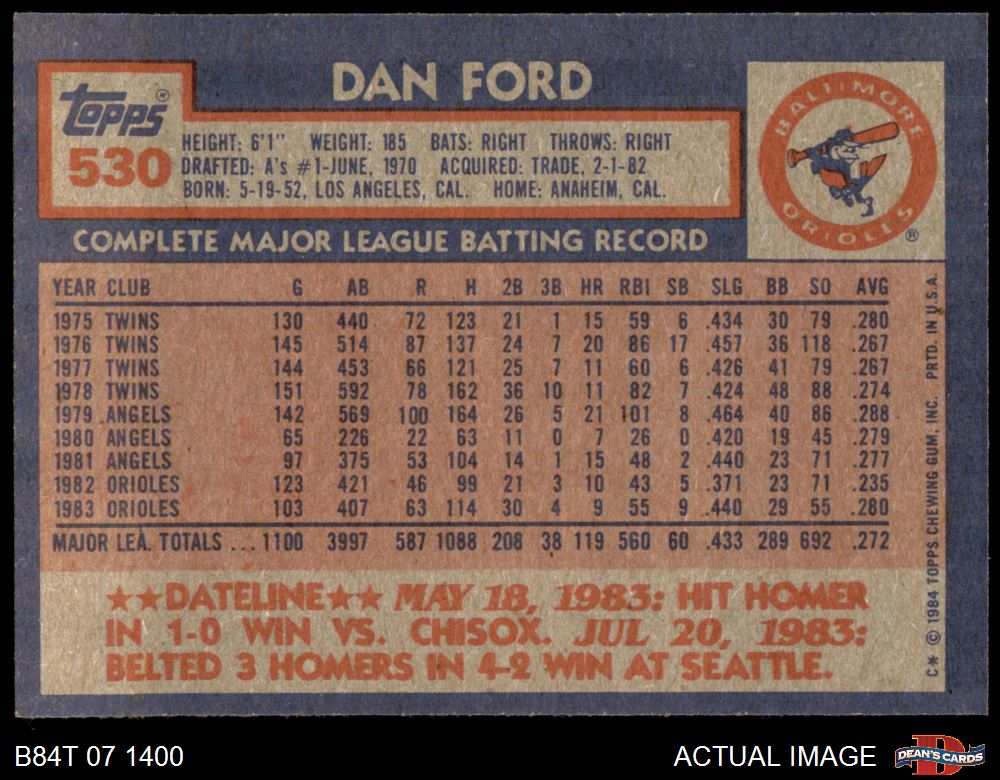 DAN FORD
Topps®
530
HEIGHT: 6'1" WEIGHT: 185 BATS: RIGHT THROWS: RIGHT
DRAFTED: A's #1-JUNE, 1970 ACQUIRED: TRADE, 2-1-82
BORN: 5-19-52, LOS ANGELES, CAL. HOME: ANAHEIM, CAL.
BALTIMORE
ORIOLES
®
COMPLETE MAJOR LEAGUE BATTING RECORD
YEAR CLUB G AB R H 2B 3B HR RBI SB SLG BB SO AVG
1975 TWINS 130 440 72 123 21 1 15 59 6 .434 30 79 .280
1976 TWINS 145 514 87 137 24 7 20 86 17 .457 36 118 .267
1977 TWINS 144 453 66 121 25 7 11 60 6 .426 41 79 .267
1978 TWINS 151 592 78 162 36 10 11 82 7 .424 48 88 .274
1979 ANGELS 142 569 100 164 26 5 21 101 8 .464 40 86 .288
1980 ANGELS 65 226 22 63 11 0 7 26 0 .420 19 45 .279
1981 ANGELS 97 375 53 104 14 1 15 48 2 .440 23 71 .277
1982 ORIOLES 123 421 46 99 21 3 10 43 5 .371 23 71 .235
1983 ORIOLES 103 407 63 114 30 4 9 55 9 .440 29 55 .280
MAJOR LEA. TOTALS ... 1100 3997 587 1088 208 38 119 560 60 .433 289 692 .272
★★DATELINE★★ MAY 18, 1983: HIT HOMER
IN 1-0 WIN VS. CHISOX. JUL 20, 1983:
BELTED 3 HOMERS IN 4-2 WIN AT SEATTLE.
C* © 1984 TOPPS CHEWING GUM, INC. PRTD. IN U.S.A.
B84T 07 1400
ACTUAL IMAGE
D
DEAN'S CARDS